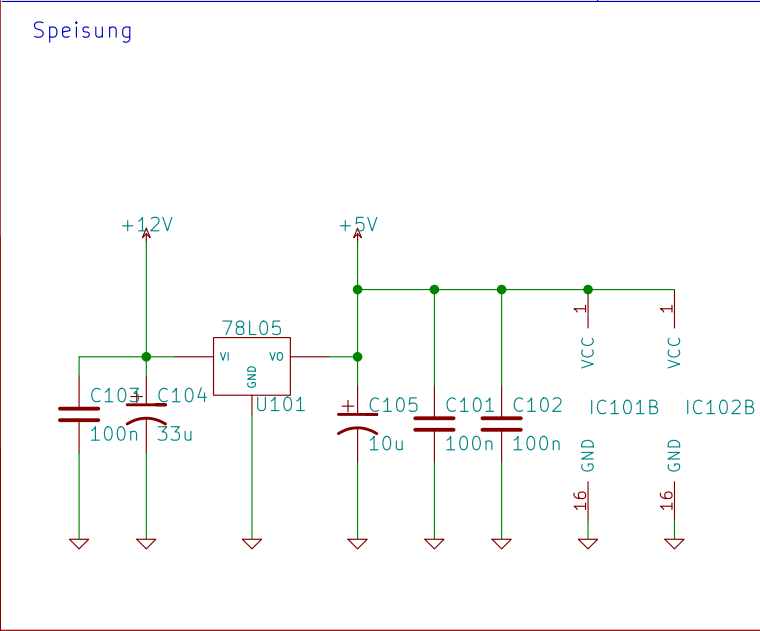 Speisung
+12V
+5V
78L05
VI
VO
GND
U101
C103
100n
C104
33u
C105
10u
C101
100n
C102
100n
1
VCC
IC101B
GND
16
1
VCC
IC102B
GND
16